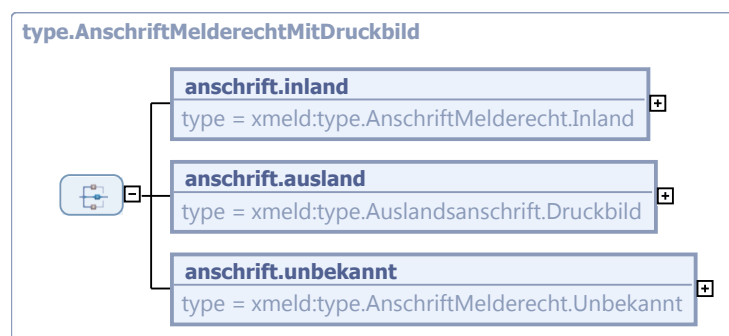 type.AnschriftMelderechtMitDruckbild
anschrift.inland
type = xmeld:type.AnschriftMelderecht.Inland
anschrift.ausland
type = xmeld:type.Auslandsanschrift.Druckbild
anschrift.unbekannt
type = xmeld:type.AnschriftMelderecht.Unbekannt